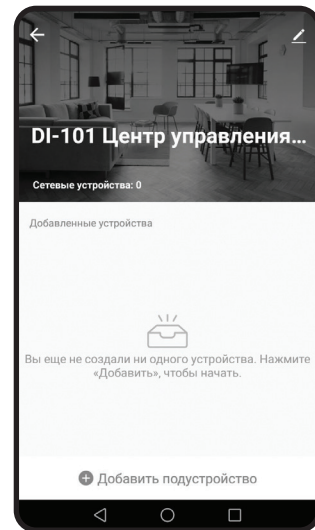 DI-101 Центр управления...
Сетевые устройства: 0
Добавленные устройства
Вы еще не создали ни одного устройства. Нажмите
«Добавить», чтобы начать.
Добавить подустройство